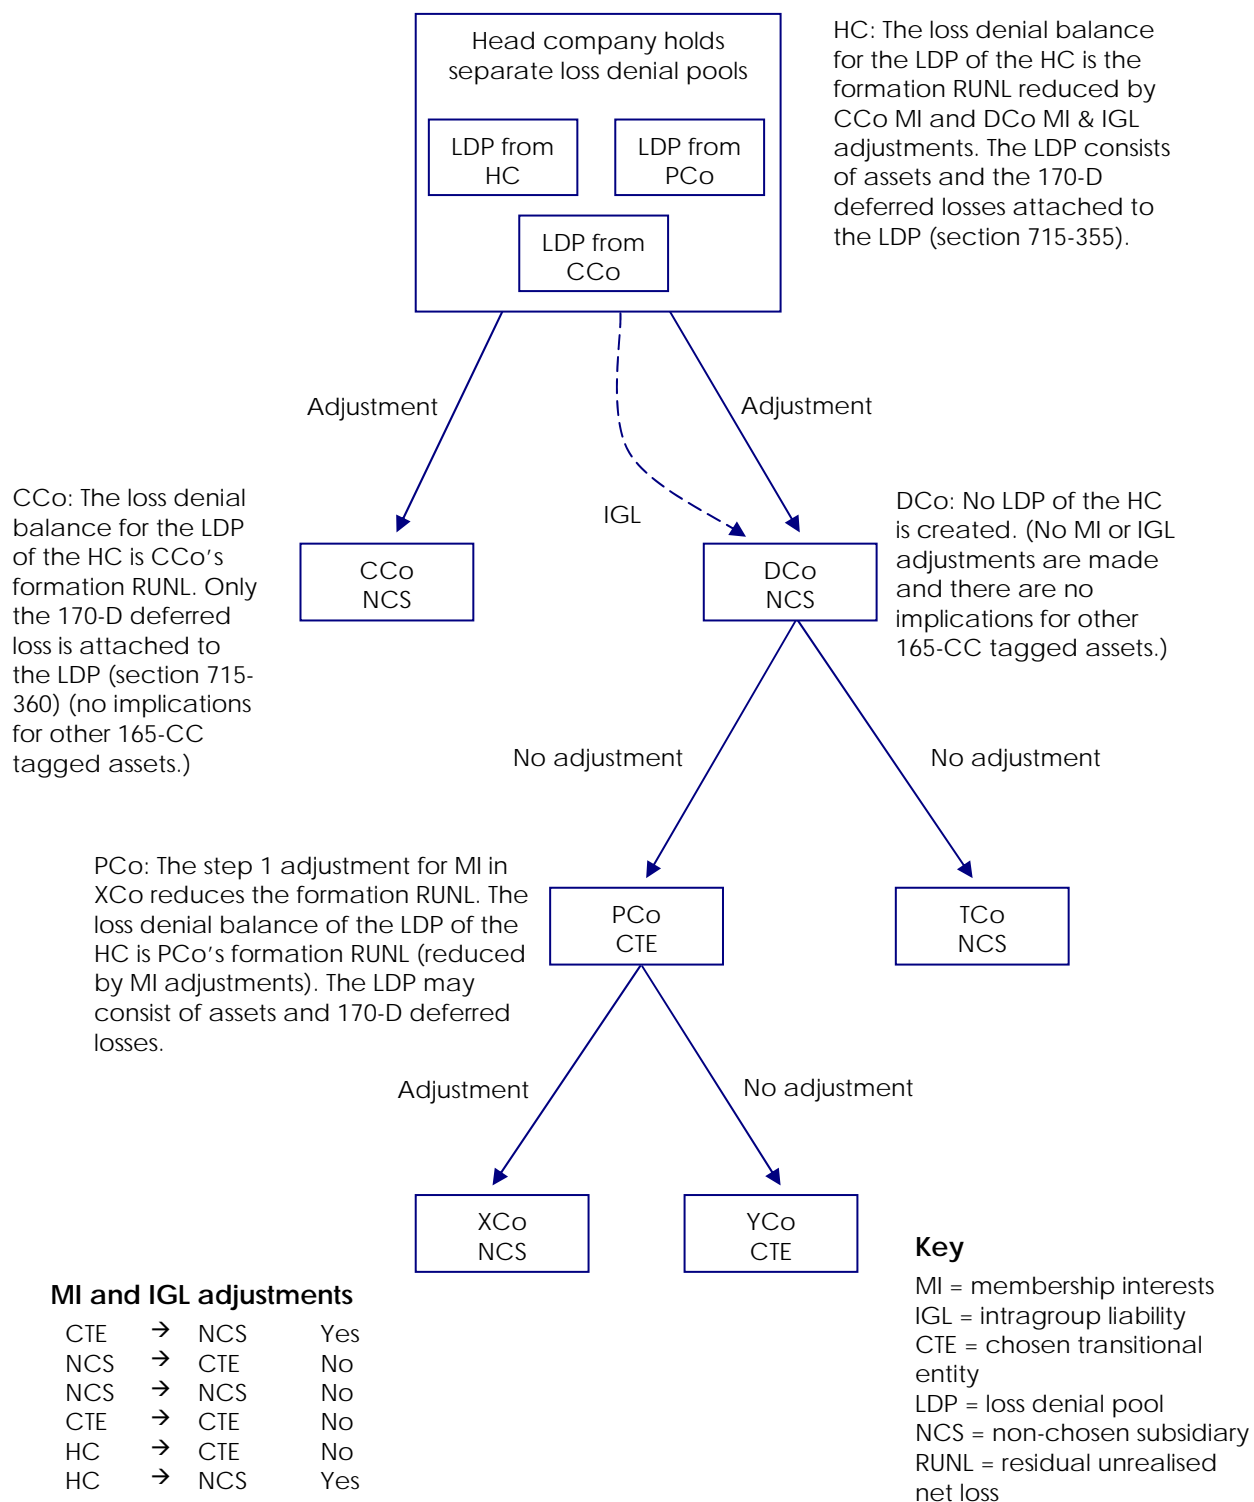 Head company holds
separate loss denial pools
LDP from
HC
LDP from
PCo
LDP from
CCo
HC: The loss denial balance
for the LDP of the HC is the
formation RUNL reduced by
CCo MI and DCo MI & IGL
adjustments. The LDP consists
of assets and the 170-D
deferred losses attached to
the LDP (section 715-355).
Adjustment
Adjustment
IGL
CCo: The loss denial
balance for the LDP
of the HC is CCo's
formation RUNL. Only
the 170-D deferred
loss is attached to
the LDP (section 715-
360) (no implications
for other 165-CC
tagged assets.)
CCo
NCS
DCo
NCS
DCo: No LDP of the HC
is created. (No MI or IGL
adjustments are made
and there are no
implications for other
165-CC tagged assets.)
No adjustment
No adjustment
PCo: The step 1 adjustment for MI in
XCo reduces the formation RUNL. The
loss denial balance of the LDP of the
HC is PCo's formation RUNL (reduced
by MI adjustments). The LDP may
consist of assets and 170-D deferred
losses.
PCo
CTE
TCo
NCS
Adjustment
No adjustment
XCo
NCS
YCo
CTE
MI and IGL adjustments
CTE → NCS Yes
NCS → CTE No
NCS → NCS No
CTE → CTE No
HC → CTE No
HC → NCS Yes
Key
MI = membership interests
IGL = intragroup liability
CTE = chosen transitional
entity
LDP = loss denial pool
NCS = non-chosen subsidiary
RUNL = residual unrealised
net loss